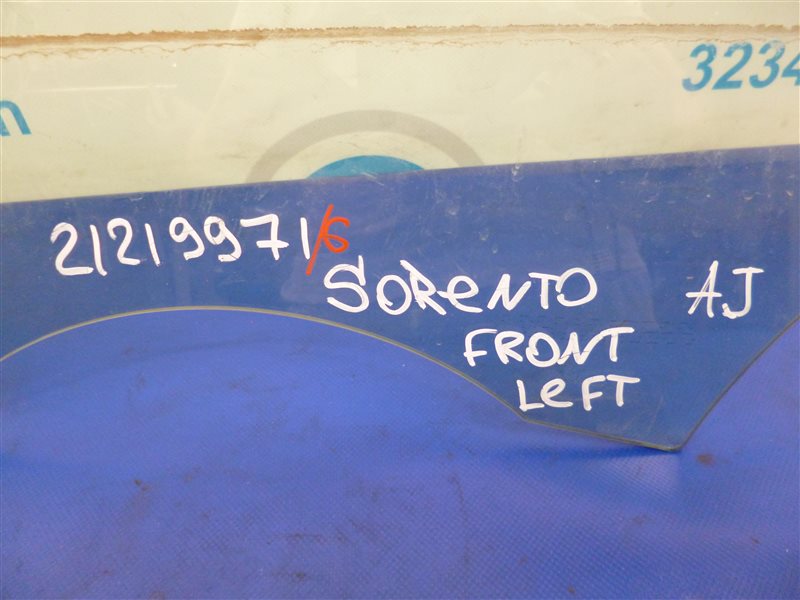 3234
n
21219971/6
SORENTO AJ
FRONT
LEFT